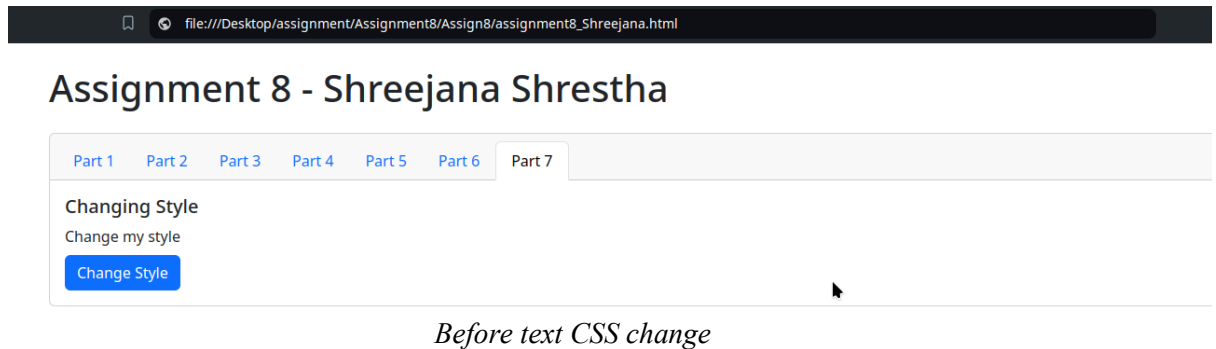 file:///Desktop/assignment/Assignment8/Assign8/assignment8_Shreejana.html
Assignment 8 - Shreejana Shrestha
Part 1 Part 2 Part 3 Part 4 Part 5 Part 6 Part 7
Changing Style
Change my style
Change Style
Before text CSS change